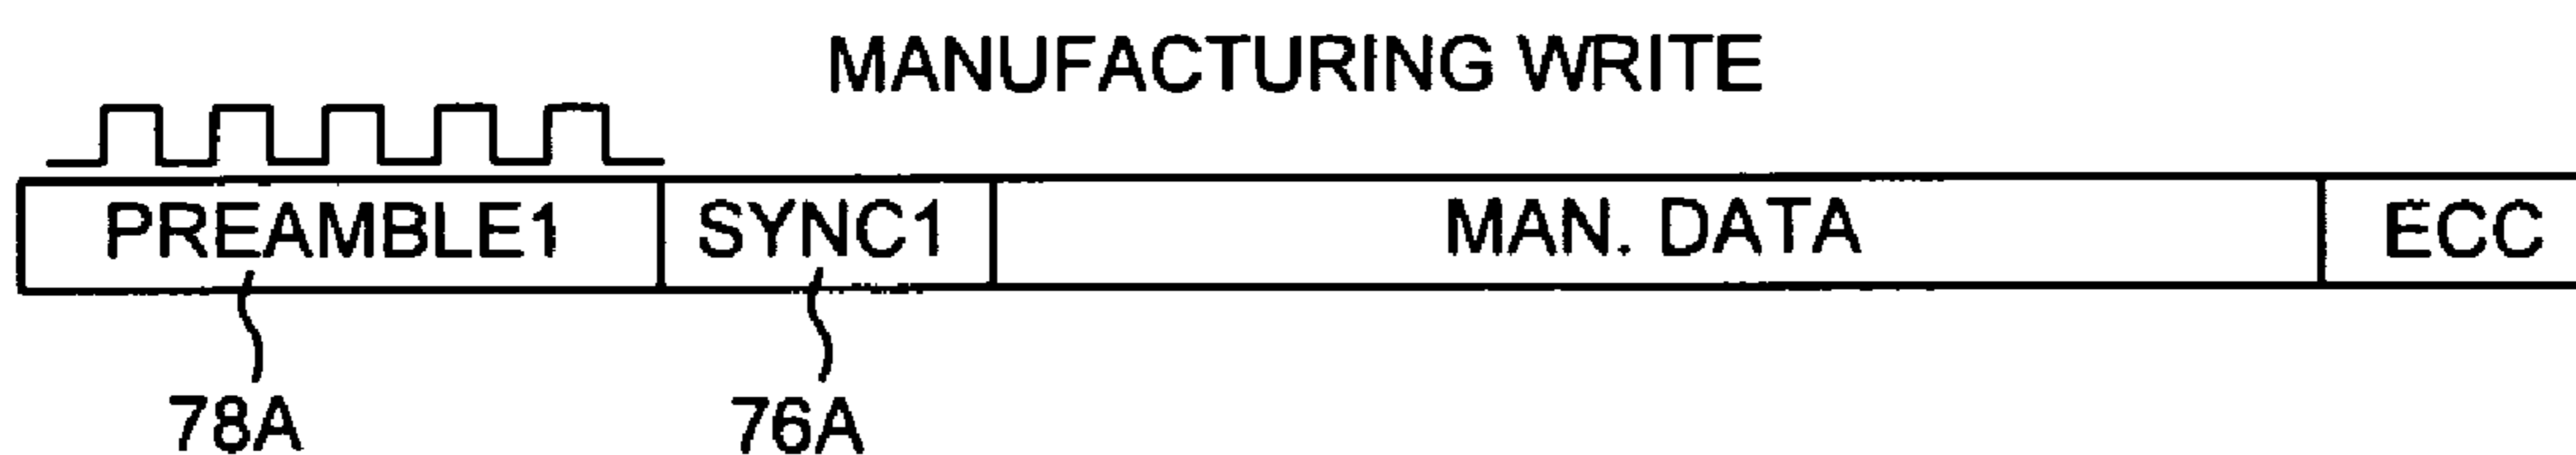 MANUFACTURING WRITE
PREAMBLE1 SYNC1 MAN. DATA ECC
78A 76A